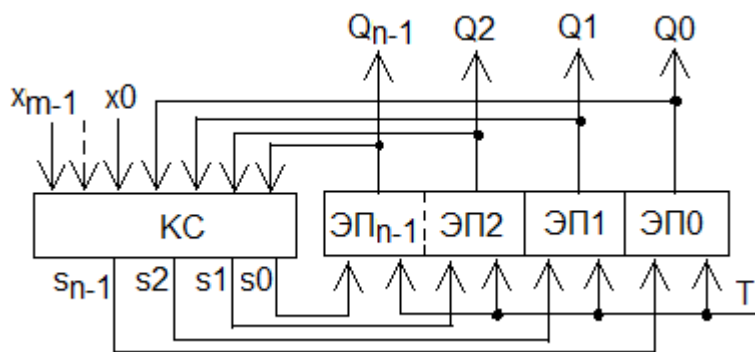 Qn-1 Q2 Q1 Q0
xm-1 x0
КС ЭПn-1 ЭП2 ЭП1 ЭП0
sn-1 s2 s1 s0 T